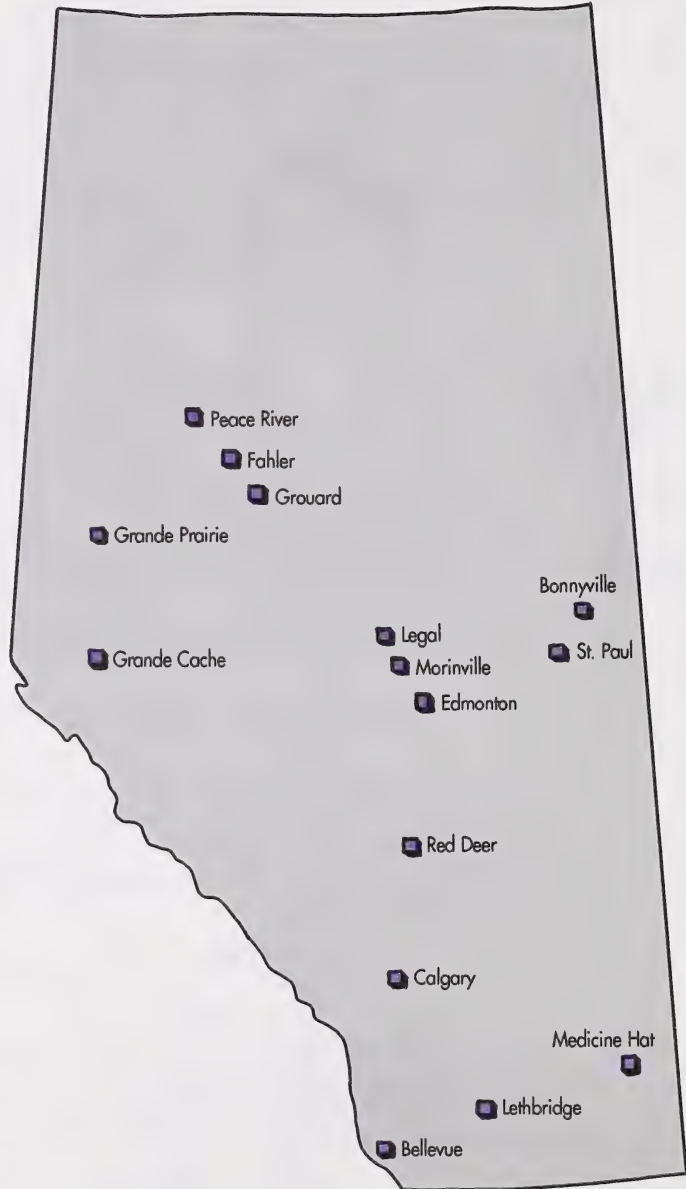 Peace River
Fahler
Grouard
Grande Prairie
Bonnyville
Legal
St. Paul
Grande Cache
Morinville
Edmonton
Red Deer
Calgary
Medicine Hat
Lethbridge
Bellevue